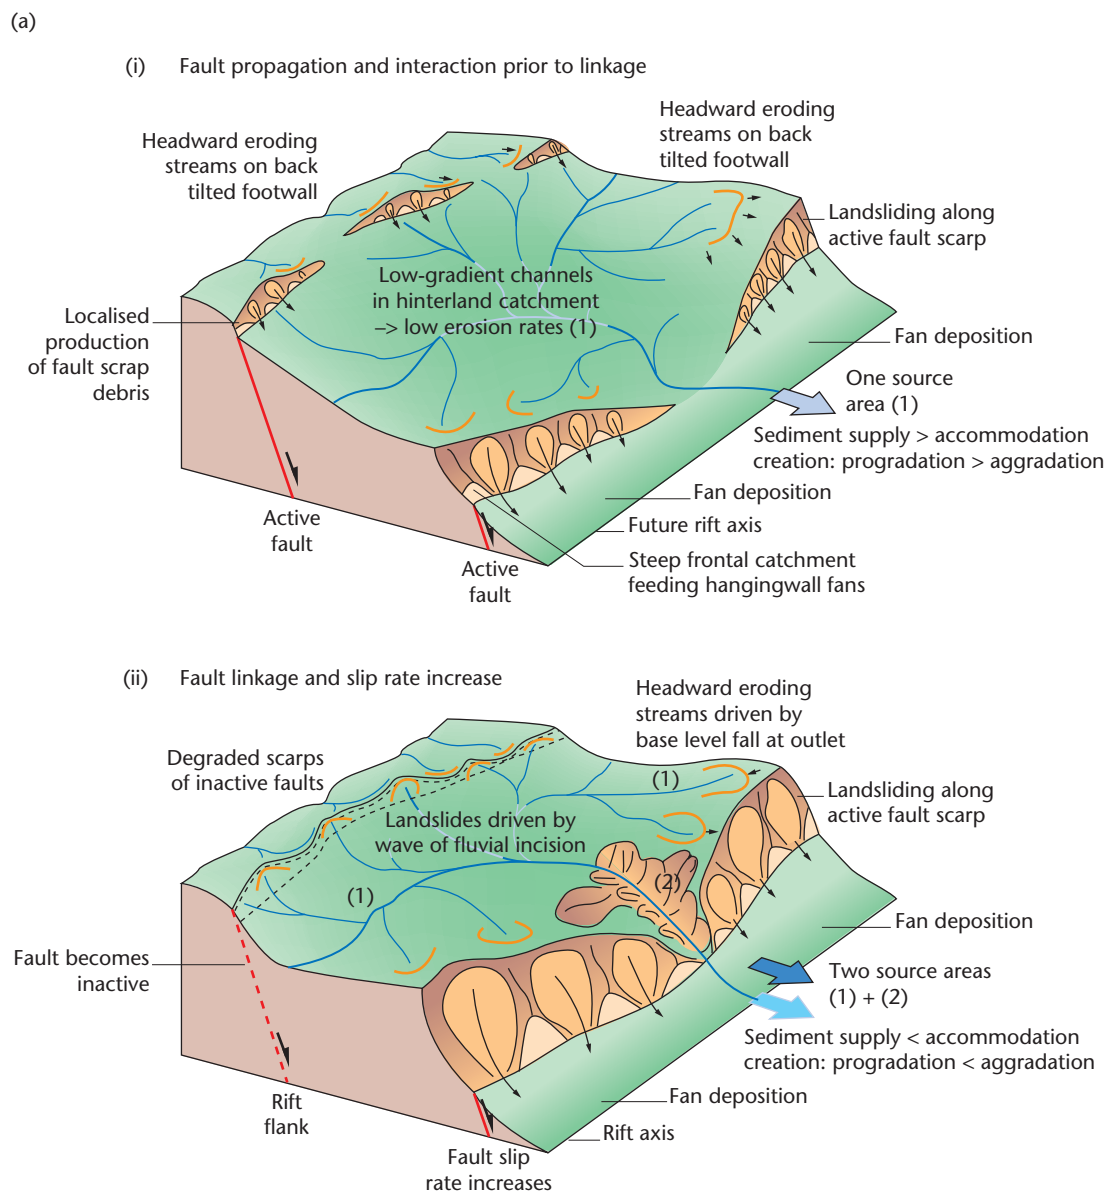 (a)
(i) Fault propagation and interaction prior to linkage
Headward eroding
streams on back
tilted footwall
Headward eroding
streams on back
tilted footwall
Landsliding along
active fault scarp
Low-gradient channels
in hinterland catchment
–> low erosion rates (1)
Localised
production
of fault scrap
debris
Fan deposition
One source
area (1)
Sediment supply > accommodation
creation: progradation > aggradation
Fan deposition
Future rift axis
Steep frontal catchment
feeding hangingwall fans
Active
fault
Active
fault
(ii) Fault linkage and slip rate increase
Headward eroding
streams driven by
base level fall at outlet
Degraded scarps
of inactive faults
(1)
Landsliding along
active fault scarp
Landslides driven by
wave of fluvial incision
(1)
(2)
Fan deposition
Fault becomes
inactive
Two source areas
(1) + (2)
Sediment supply < accommodation
creation: progradation < aggradation
Fan deposition
Rift
flank
Rift axis
Fault slip
rate increases